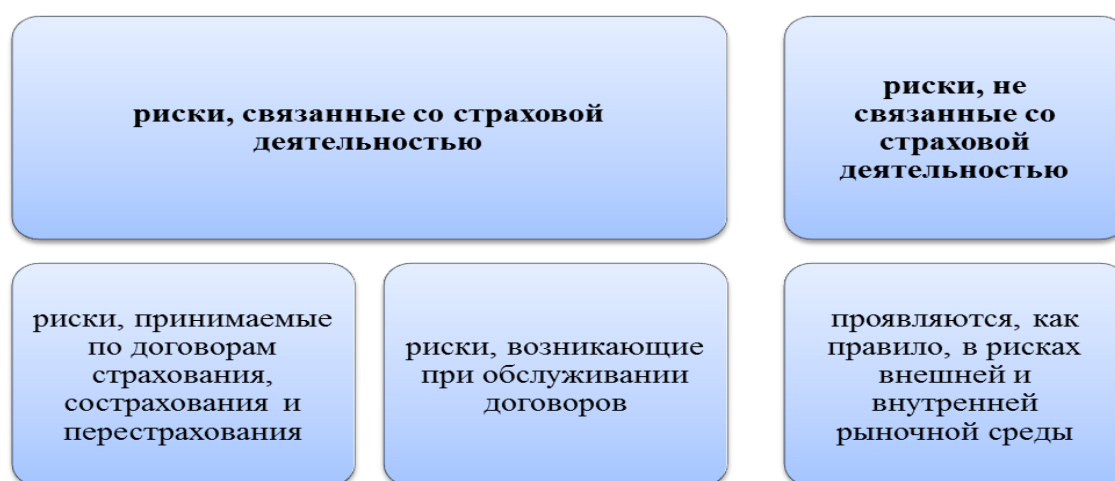 риски, связанные со страховой
деятельностью
риски, не
связанные со
страховой
деятельностью
риски, принимаемые
по договорам
страхования,
сострахования и
перестрахования
риски, возникающие
при обслуживании
договоров
проявляются, как
правило, в рисках
внешней и
внутренней
рыночной среды